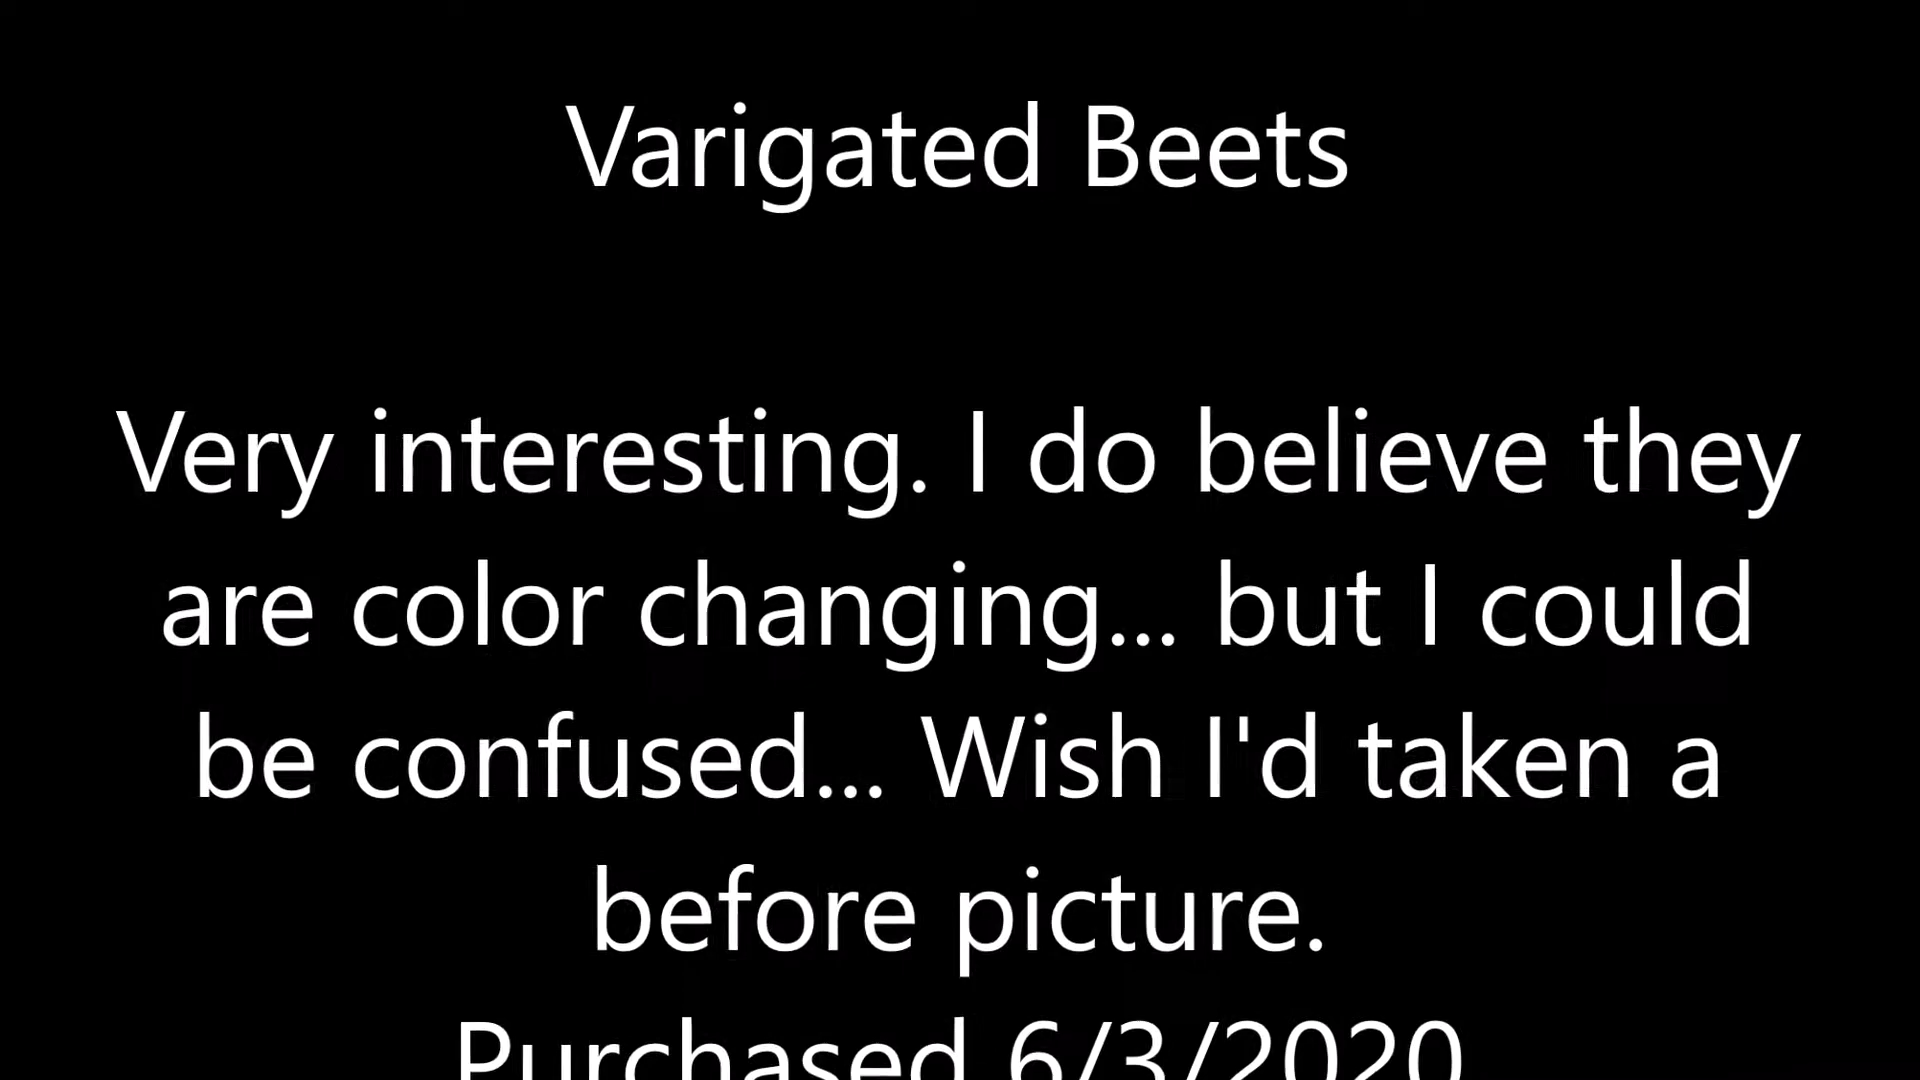 Varigated Beets
Very interesting. I do believe they
are color changing... but I could
be confused... Wish I'd taken a
before picture.
Purchased 6/3/2020